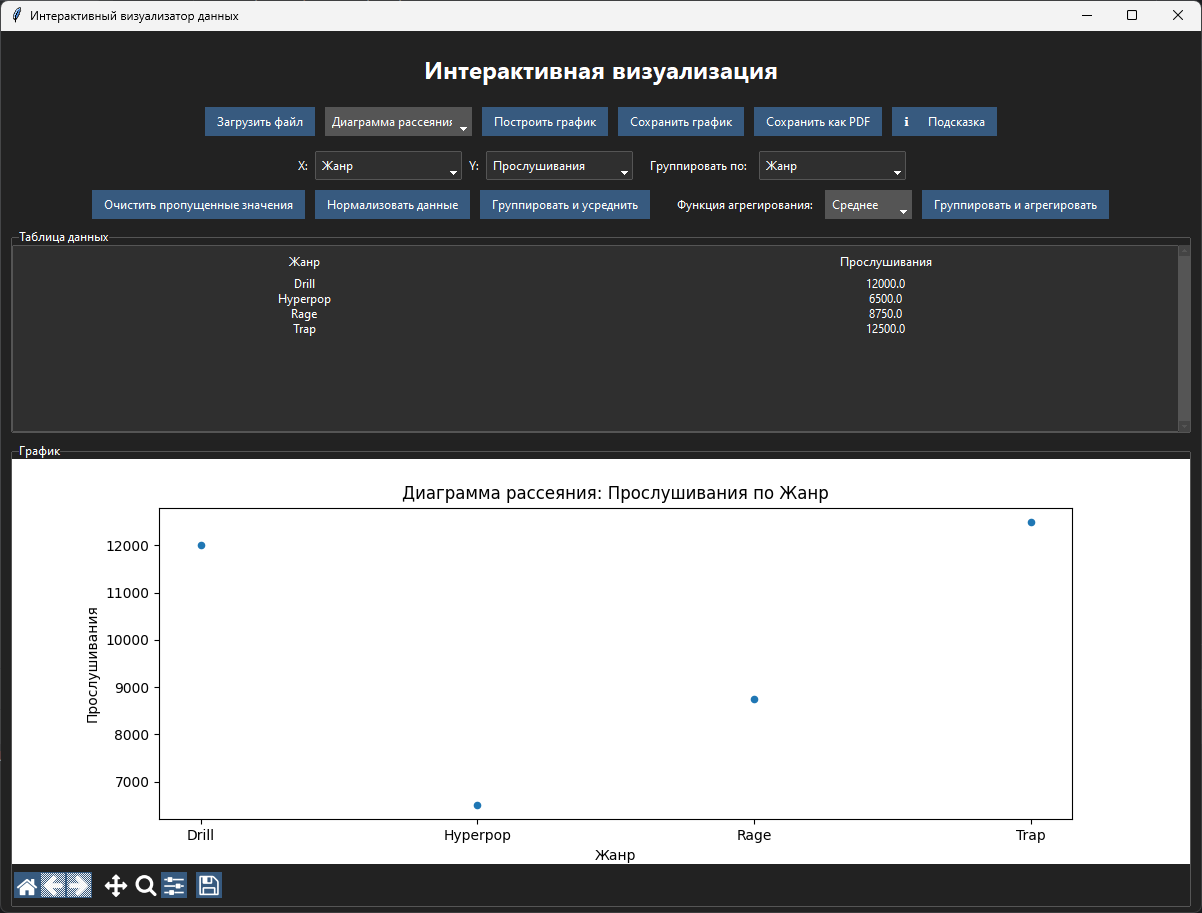 Интерактивный визуализатор данных
Интерактивная визуализация
Загрузить файл Диаграмма рассеяния Построить график Сохранить график Сохранить как PDF i Подсказка
X: Жанр Y: Прослушивания Группировать по: Жанр
Очистить пропущенные значения Нормализовать данные Группировать и усреднить Функция агрегирования: Среднее Группировать и агрегировать
Таблица данных
Жанр Прослушивания
Drill 12000.0
Hyperpop 6500.0
Rage 8750.0
Trap 12500.0
График
Диаграмма рассеяния: Прослушивания по Жанр
12000
11000
10000
9000
8000
7000
Прослушивания
Drill Hyperpop Rage Trap
Жанр